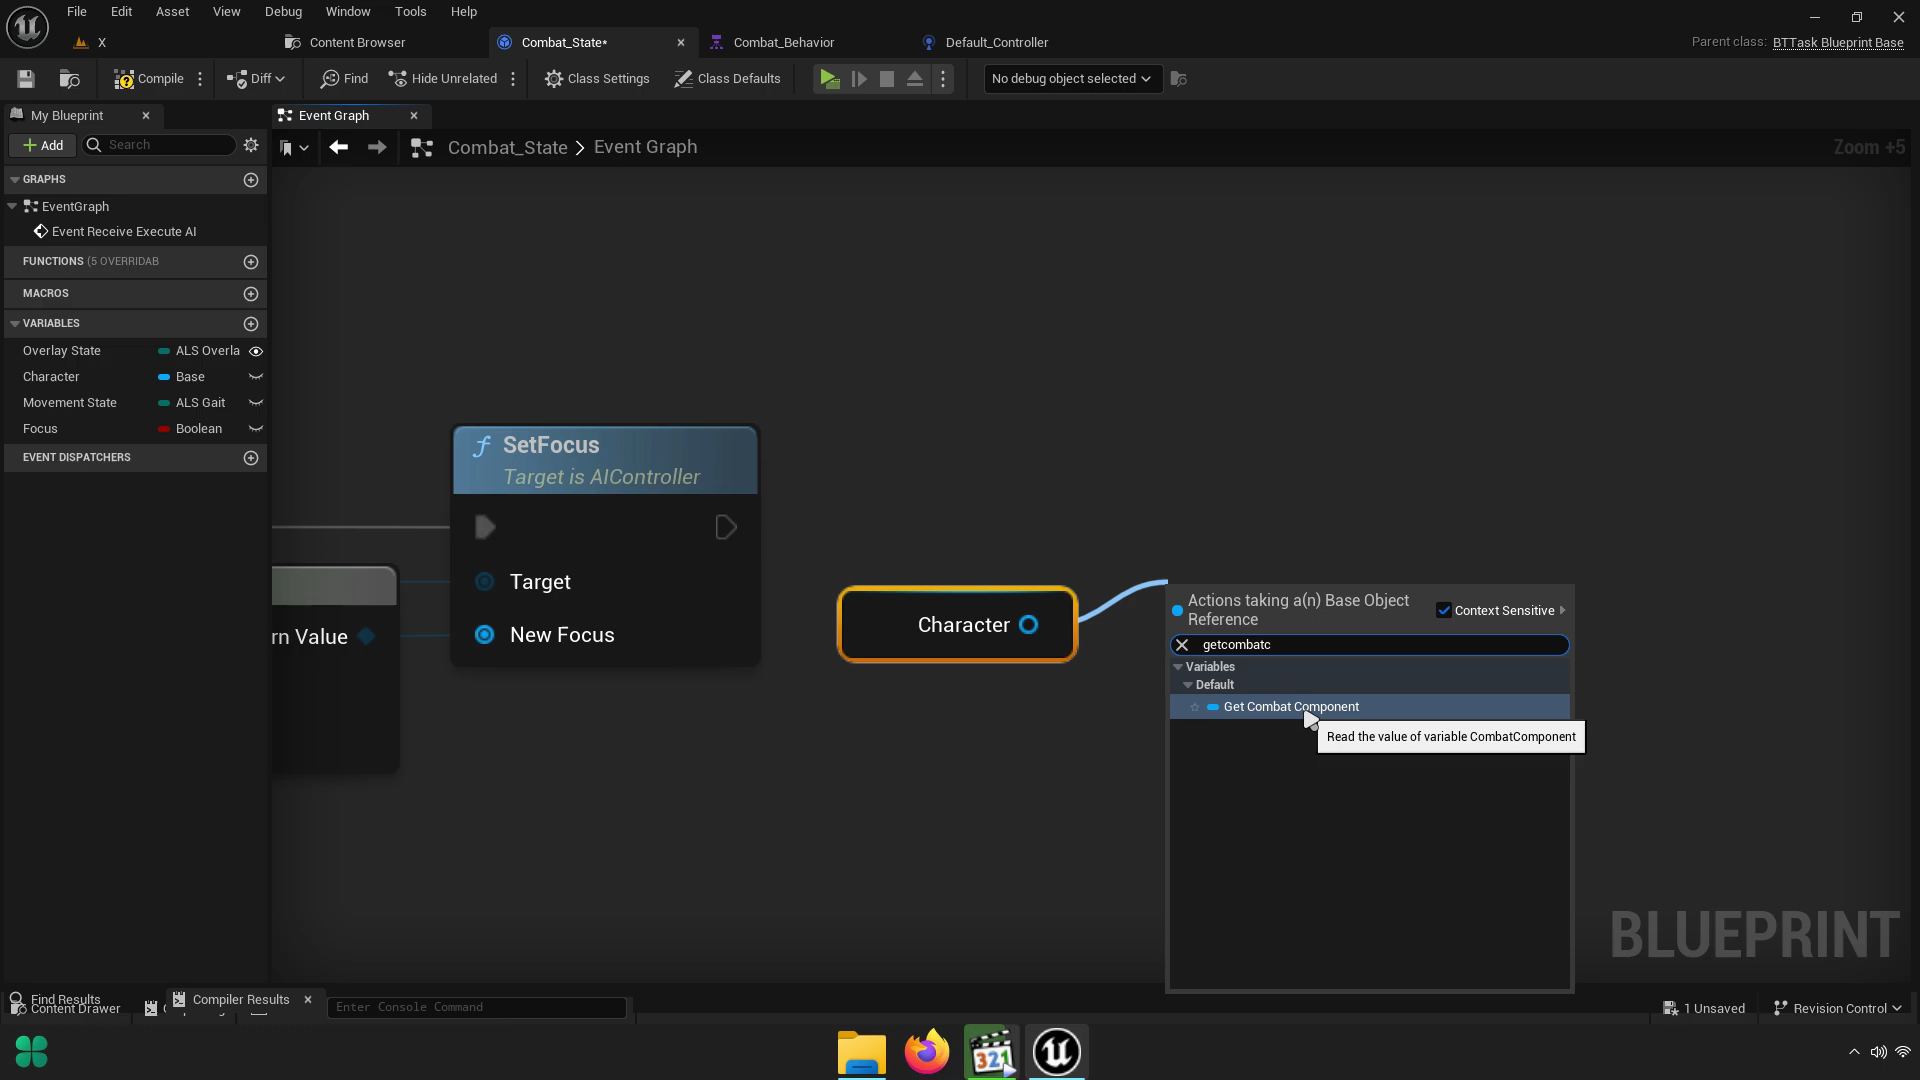 File Edit Asset View Debug Window Tools Help
X
Content Browser
Combat_State*
Combat_Behavior
Default_Controller
Parent class: BTTask Blueprint Base
Compile
Diff
Find
Hide Unrelated
Class Settings
Class Defaults
No debug object selected
My Blueprint
Event Graph
Add
Search
Combat_State > Event Graph
Zoom +5
GRAPHS
EventGraph
Event Receive Execute AI
FUNCTIONS (5 OVERRIDAB
MACROS
VARIABLES
Overlay State ALS Overla
Character Base
Movement State ALS Gait
Focus Boolean
EVENT DISPATCHERS
SetFocus
Target is AIController
Target
New Focus
rn Value
Character
Actions taking a(n) Base Object
Reference
Context Sensitive
getcombatc
Variables
Default
Get Combat Component
Read the value of variable CombatComponent
BLUEPRINT
Find Results
Compiler Results
Content Drawer
Enter Console Command
1 Unsaved
Revision Control
321